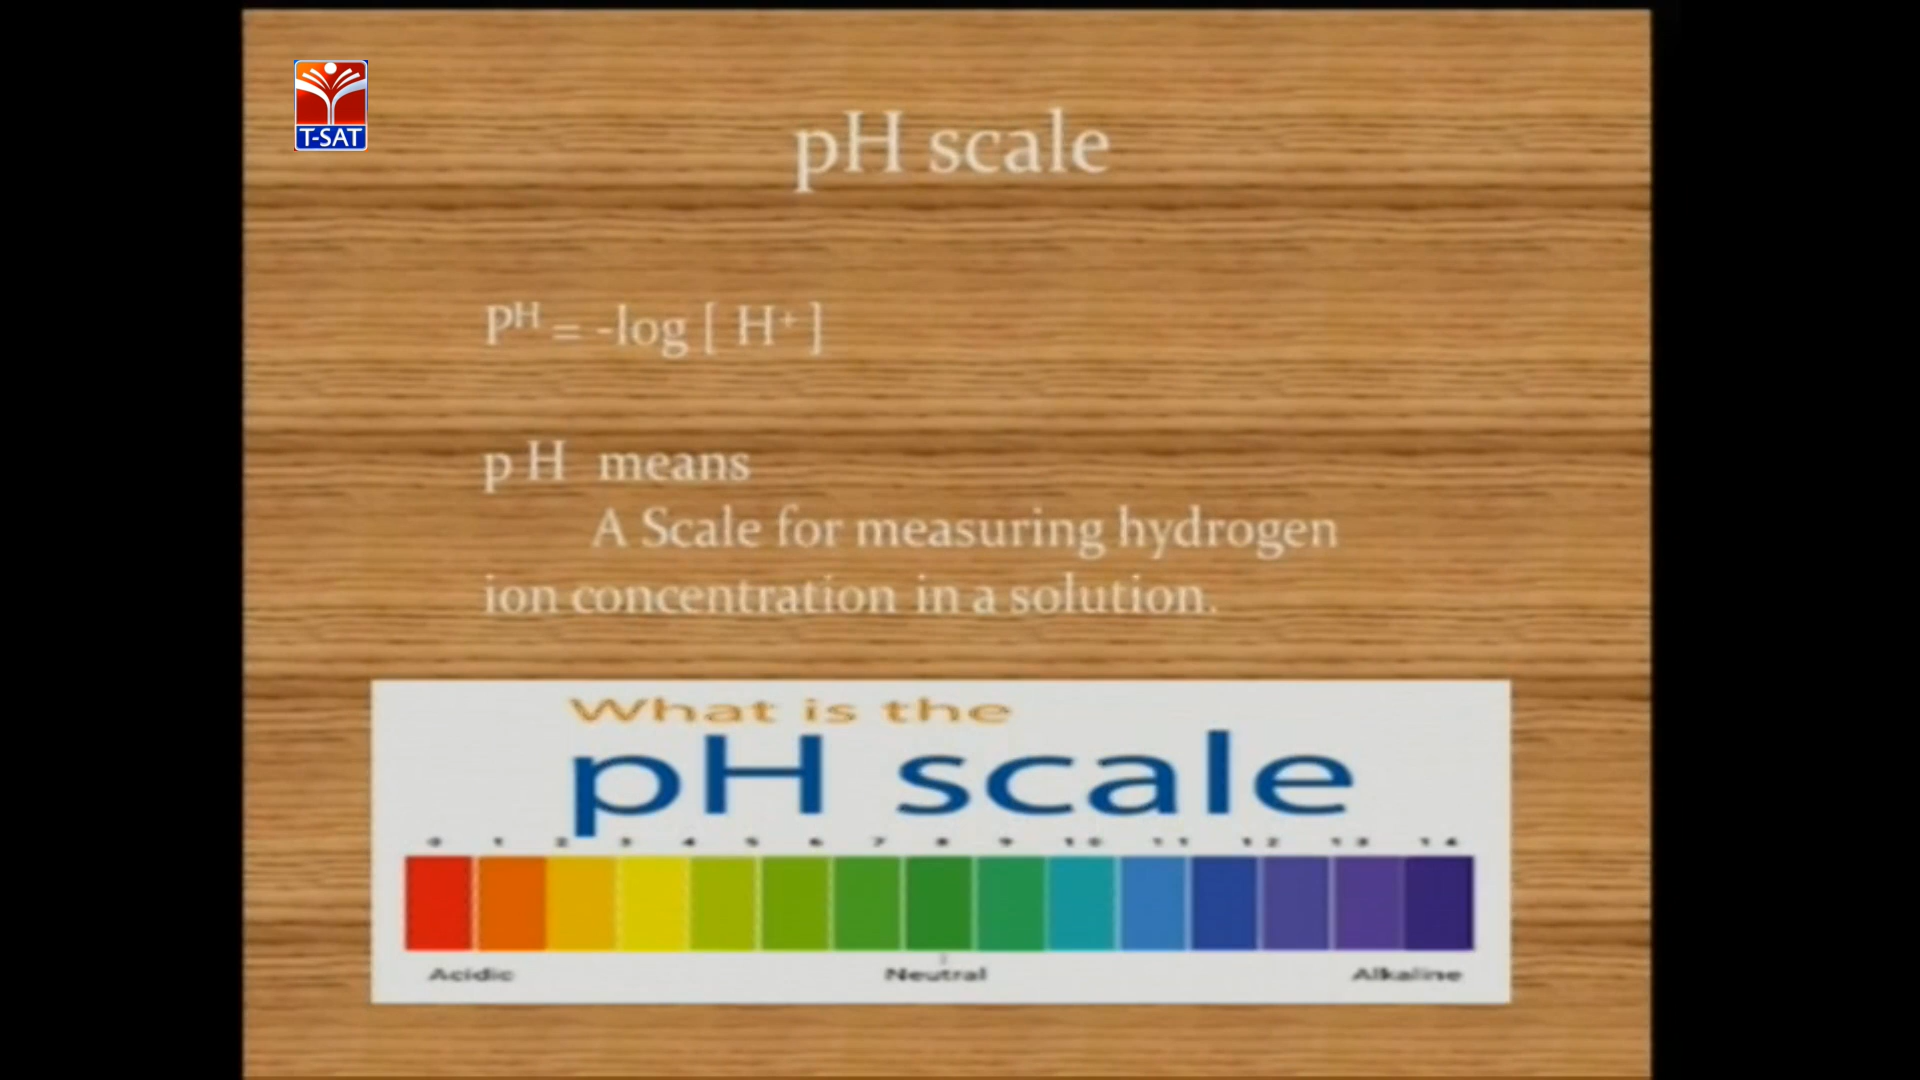 T-SAT
pH scale
P^H = -log [ H⁺ ]
p H means
A Scale for measuring hydrogen
ion concentration in a solution.
What is the
pH scale
0 1 2 3 4 5 6 7 8 9 10 11 12 13 14
Acidic Neutral Alkaline